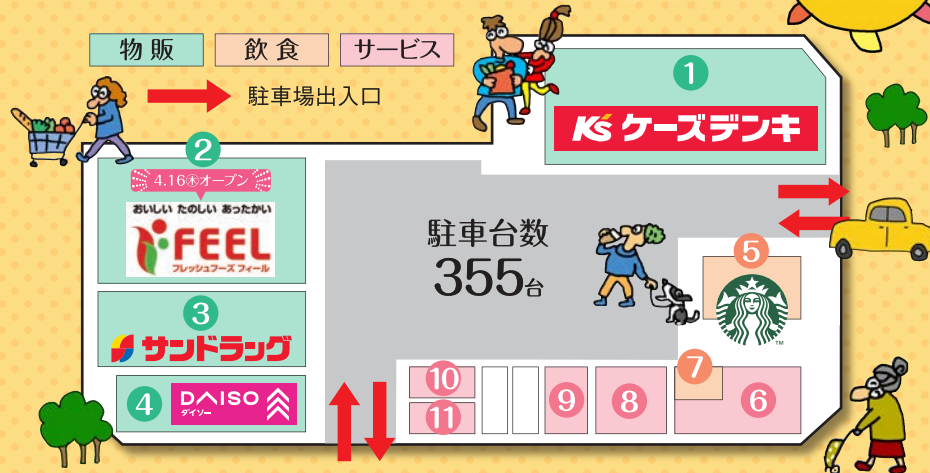 物販
飲食
サービス
駐車場出入口
1
K's ケーズデンキ
2
4.16㊍オープン
おいしい たのしい あったかい
FEEL
フレッシュフーズ フィール
駐車台数
355台
5
TM
3
サンドラッグ
4
DAISO
ダイソー
10
11
9
8
7
6